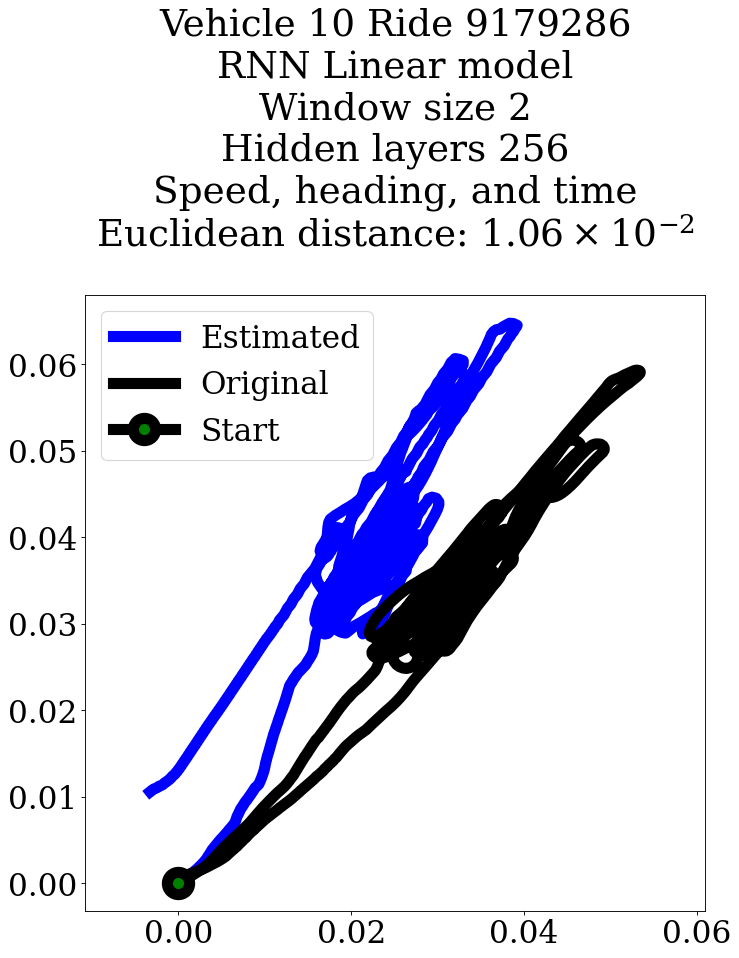 Vehicle 10 Ride 9179286
RNN Linear model
Window size 2
Hidden layers 256
Speed, heading, and time
Euclidean distance: 1.06 × 10⁻²
Estimated
Original
Start
0.06
0.05
0.04
0.03
0.02
0.01
0.00
0.00 0.02 0.04 0.06